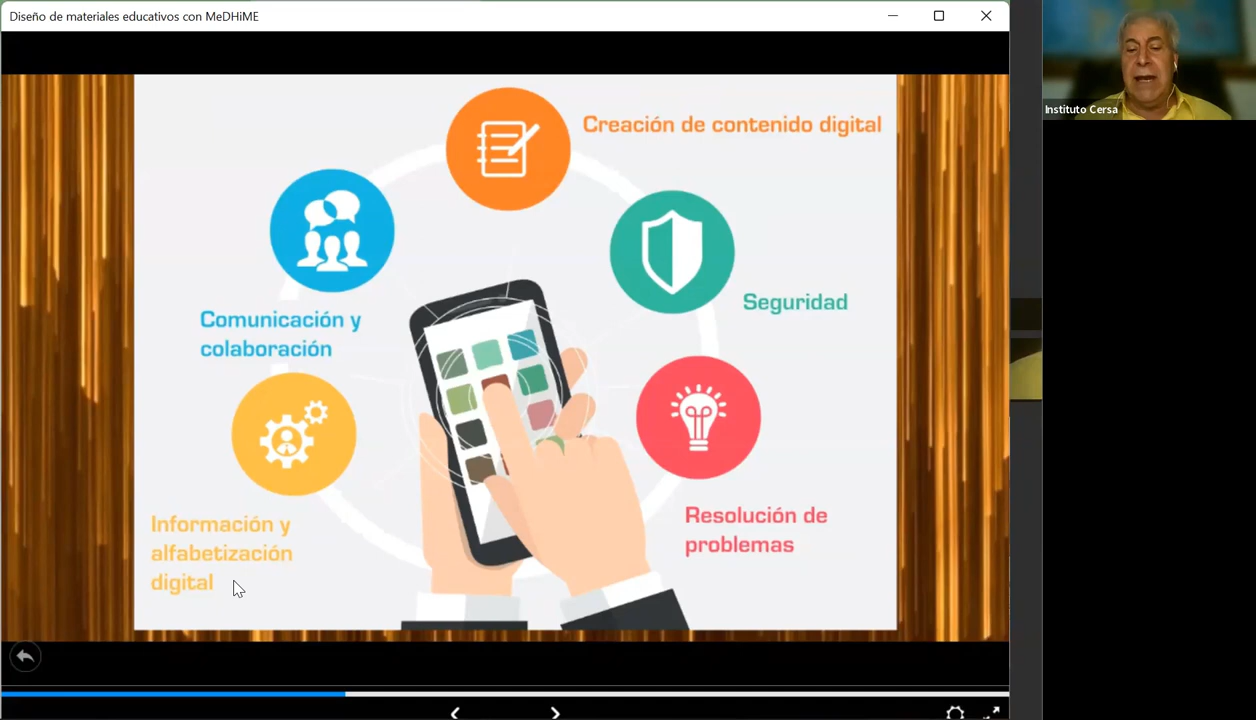 Diseño de materiales educativos con MeDHiME
Instituto Cersa
Creación de contenido digital
Seguridad
Comunicación y
colaboración
Información y
alfabetización
digital
Resolución de
problemas